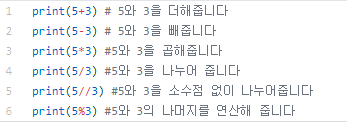 1 print(5+3) # 5와 3을 더해줍니다
2 print(5-3) # 5와 3을 빼줍니다
3 print(5*3) #5와 3을 곱해줍니다
4 print(5/3) #5와 3을 나누어 줍니다
5 print(5//3) #5와 3을 소수점 없이 나누어줍니다
6 print(5%3) #5와 3의 나머지를 연산해 줍니다